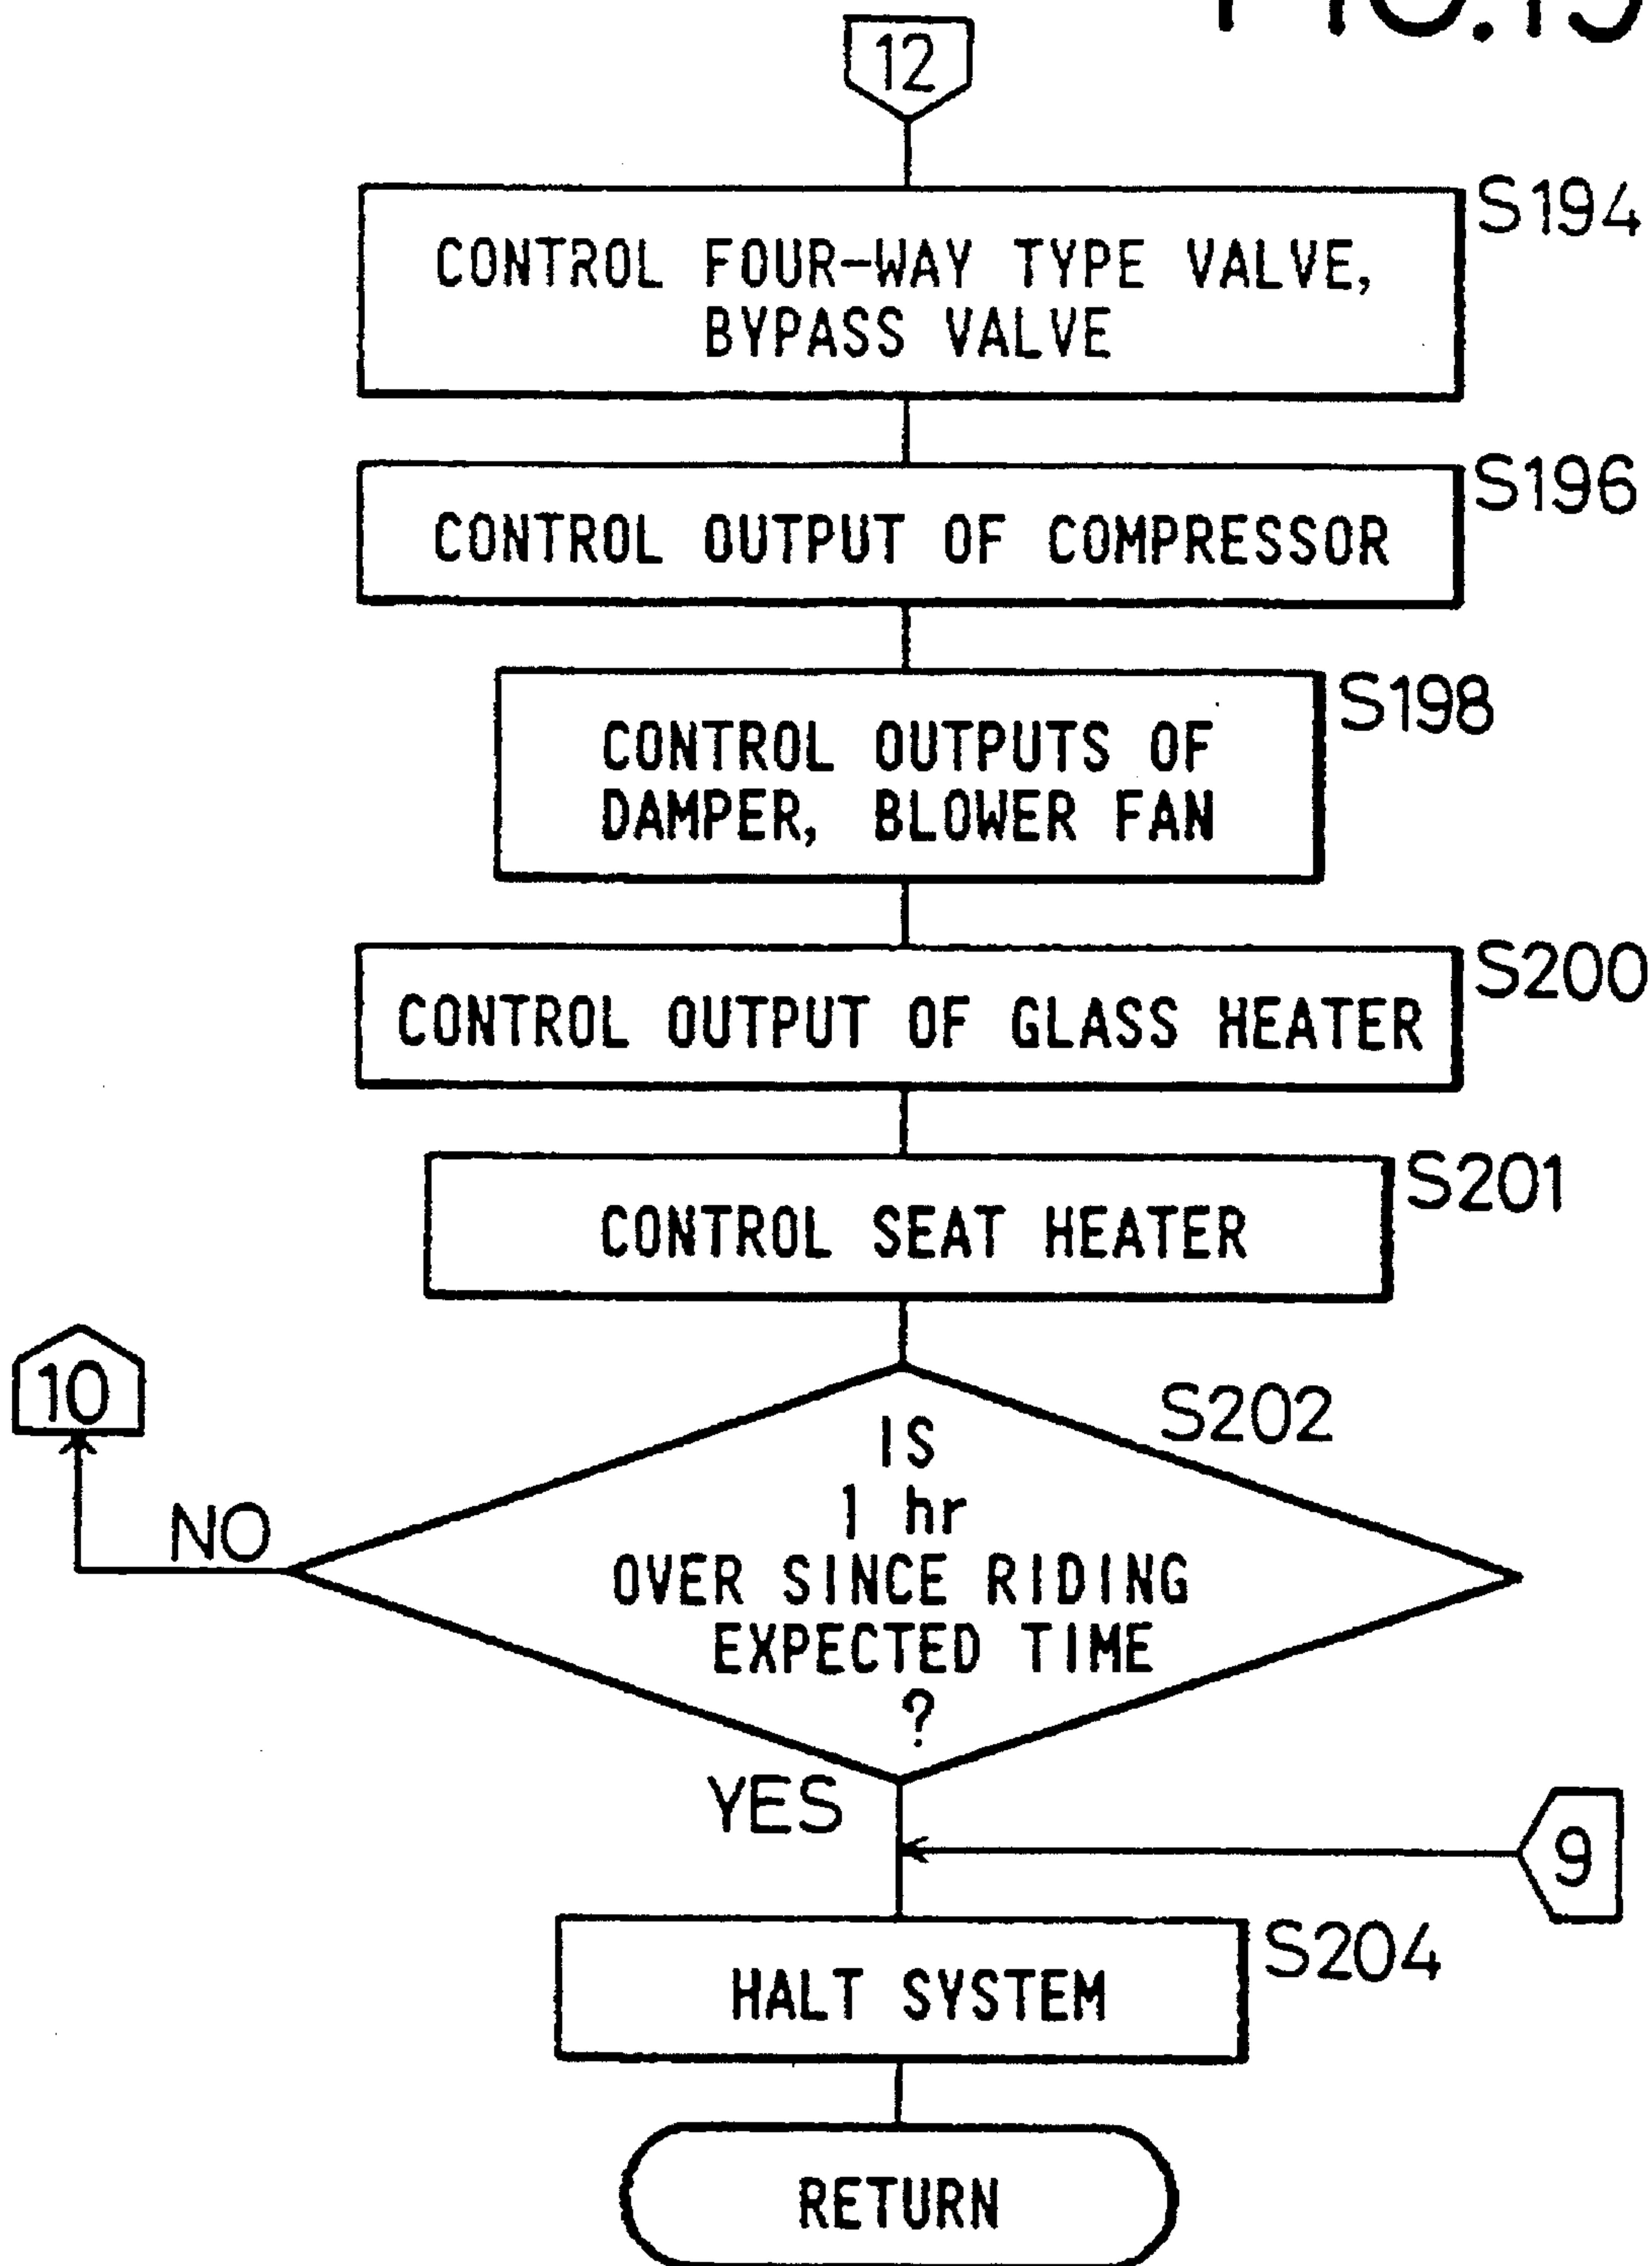 FIG.15
12
S194
CONTROL FOUR-WAY TYPE VALVE,
BYPASS VALVE
S196
CONTROL OUTPUT OF COMPRESSOR
S198
CONTROL OUTPUTS OF
DAMPER, BLOWER FAN
S200
CONTROL OUTPUT OF GLASS HEATER
S201
CONTROL SEAT HEATER
10
S202
IS
1 hr
OVER SINCE RIDING
EXPECTED TIME
?
NO
YES
9
S204
HALT SYSTEM
RETURN